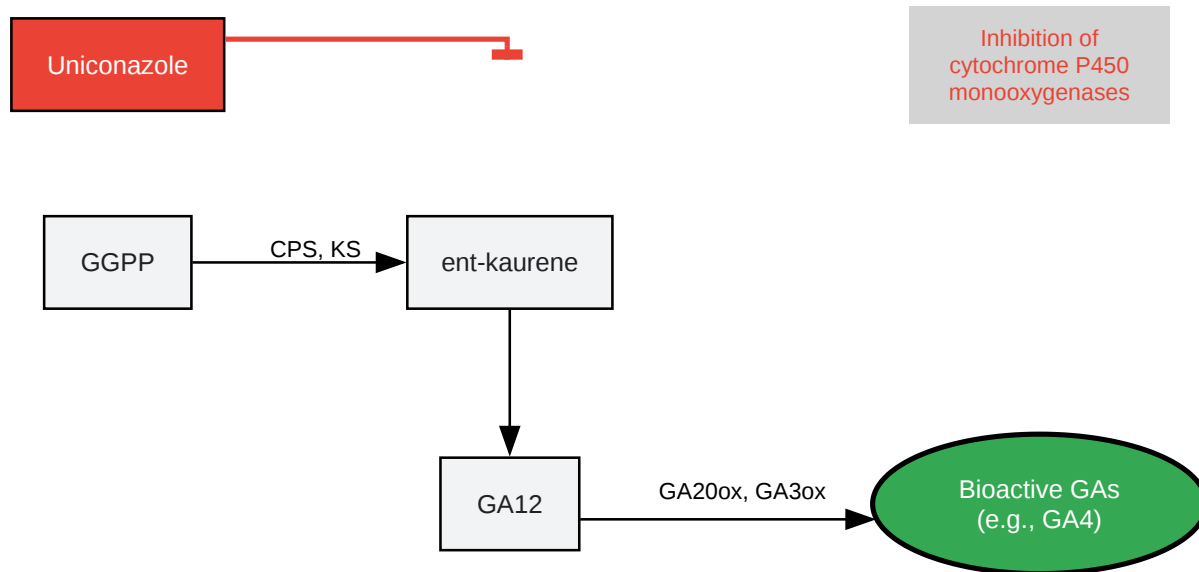 Uniconazole
Inhibition of
cytochrome P450
monooxygenases
GGPP
CPS, KS
ent-kaurene
GA12
GA20ox, GA3ox
Bioactive GAs
(e.g., GA4)